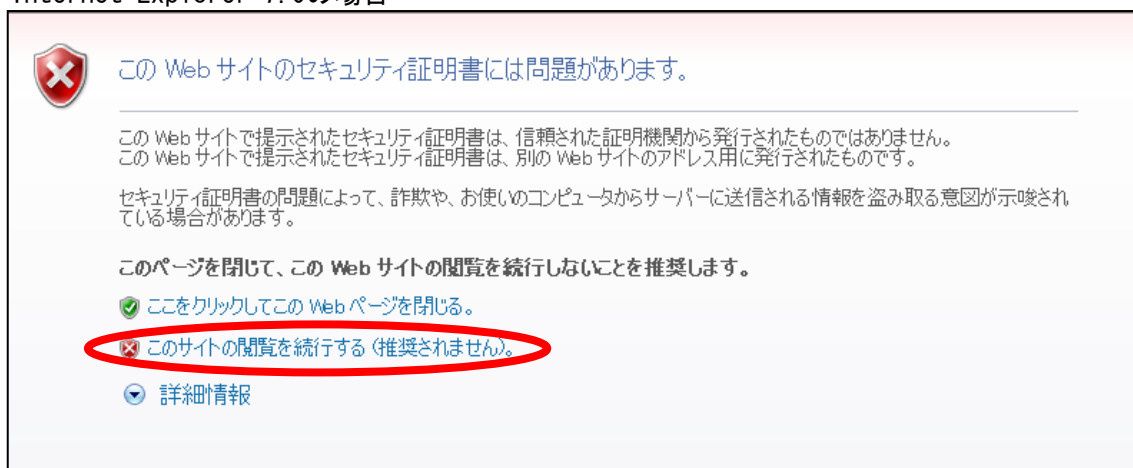 Internet Explorer 7.0の場合
この Web サイトのセキュリティ証明書には問題があります。
この Web サイトで提示されたセキュリティ証明書は、信頼された証明機関から発行されたものではありません。
この Web サイトで提示されたセキュリティ証明書は、別の Web サイトのアドレス用に発行されたものです。
セキュリティ証明書の問題によって、詐欺や、お使いのコンピュータからサーバーに送信される情報を盗み取る意図が示唆され
ている場合があります。
このページを閉じて、この Web サイトの閲覧を続行しないことを推奨します。
ここをクリックしてこの Web ページを閉じる。
このサイトの閲覧を続行する (推奨されません)。
詳細情報